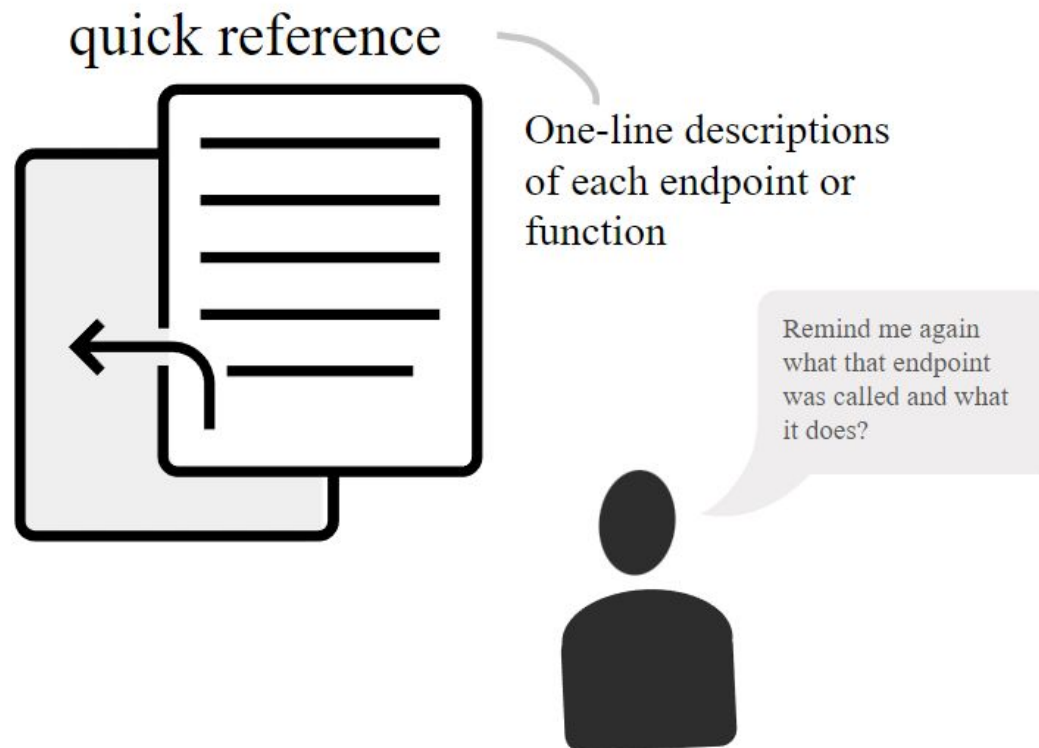 quick reference
One-line descriptions
of each endpoint or
function
Remind me again
what that endpoint
was called and what
it does?